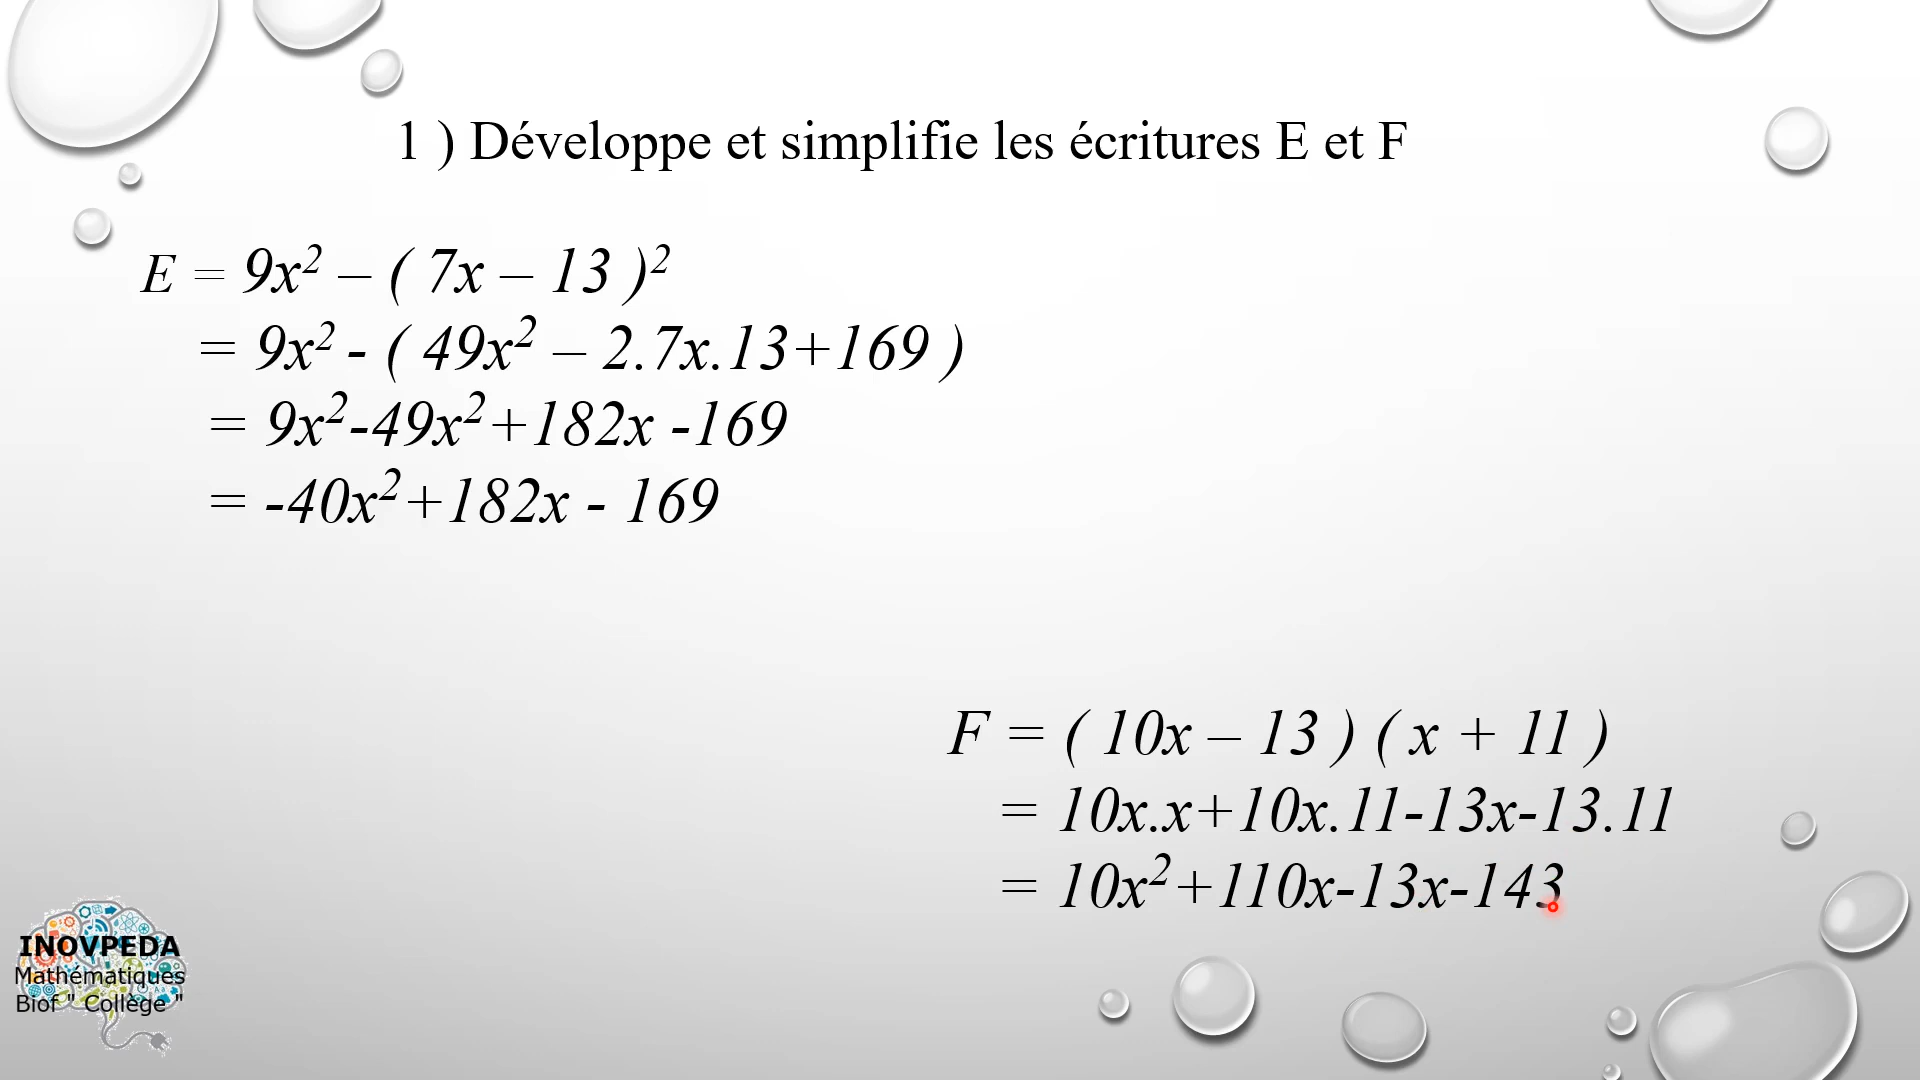 1 ) Développe et simplifie les écritures E et F
E = 9x² – ( 7x – 13 )²
= 9x² - ( 49x² – 2.7x.13+169 )
= 9x²-49x²+182x -169
= -40x²+182x - 169
F = ( 10x – 13 ) ( x + 11 )
= 10x.x+10x.11-13x-13.11
= 10x²+110x-13x-143
INOVPEDA
Mathématiques
Biof " Collège "